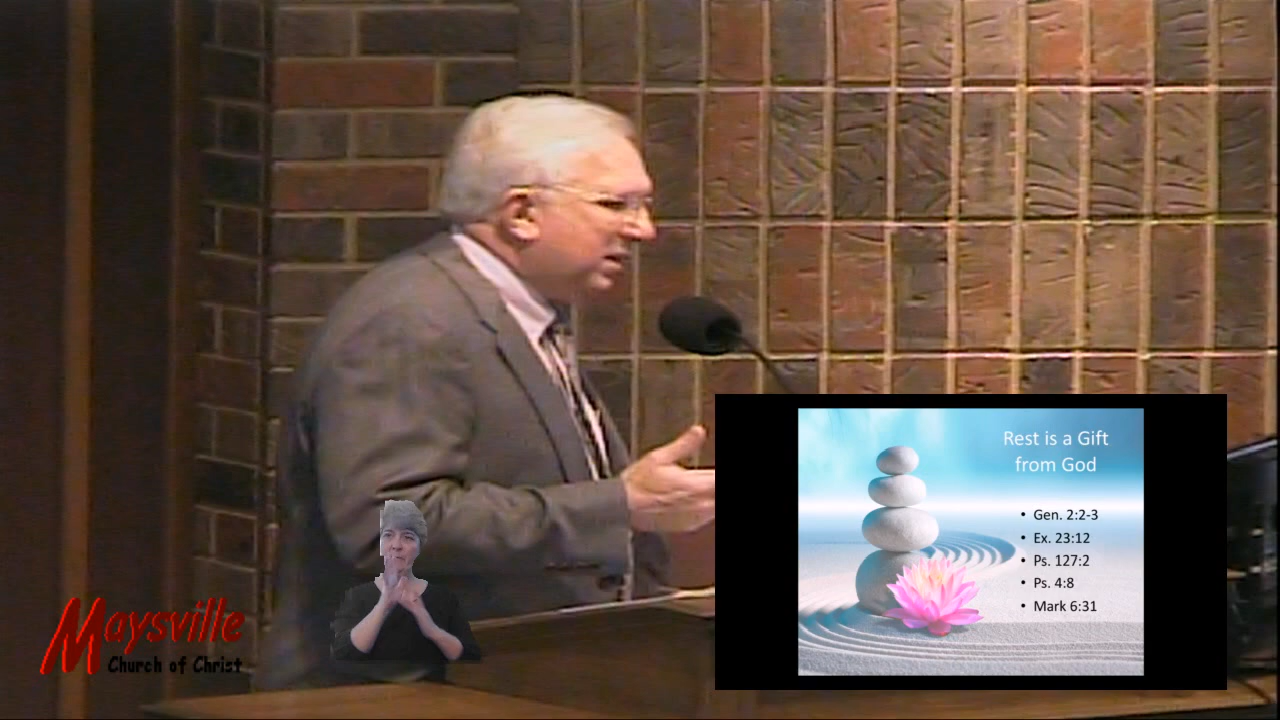 Rest is a Gift
from God
• Gen. 2:2-3
• Ex. 23:12
• Ps. 127:2
• Ps. 4:8
• Mark 6:31
Maysville
Church of Christ